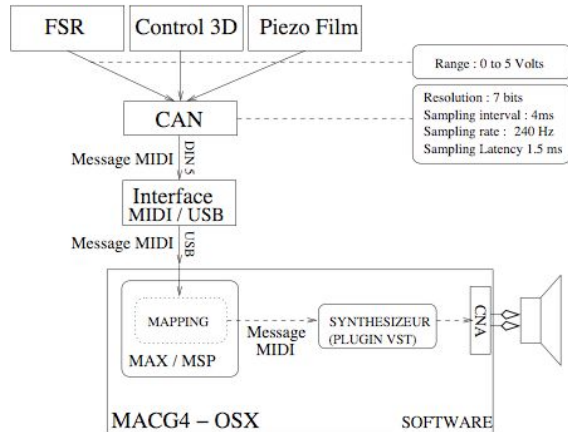 FSR
Control 3D
Piezo Film
Range : 0 to 5 Volts
CAN
Resolution : 7 bits
Sampling interval : 4ms
Sampling rate : 240 Hz
Sampling Latency 1.5 ms
Message MIDI
DIN 5
Interface
MIDI / USB
Message MIDI
USB
MAPPING
MAX / MSP
Message
MIDI
SYNTHESIZEUR
(PLUGIN VST)
CNA
MACG4 – OSX
SOFTWARE